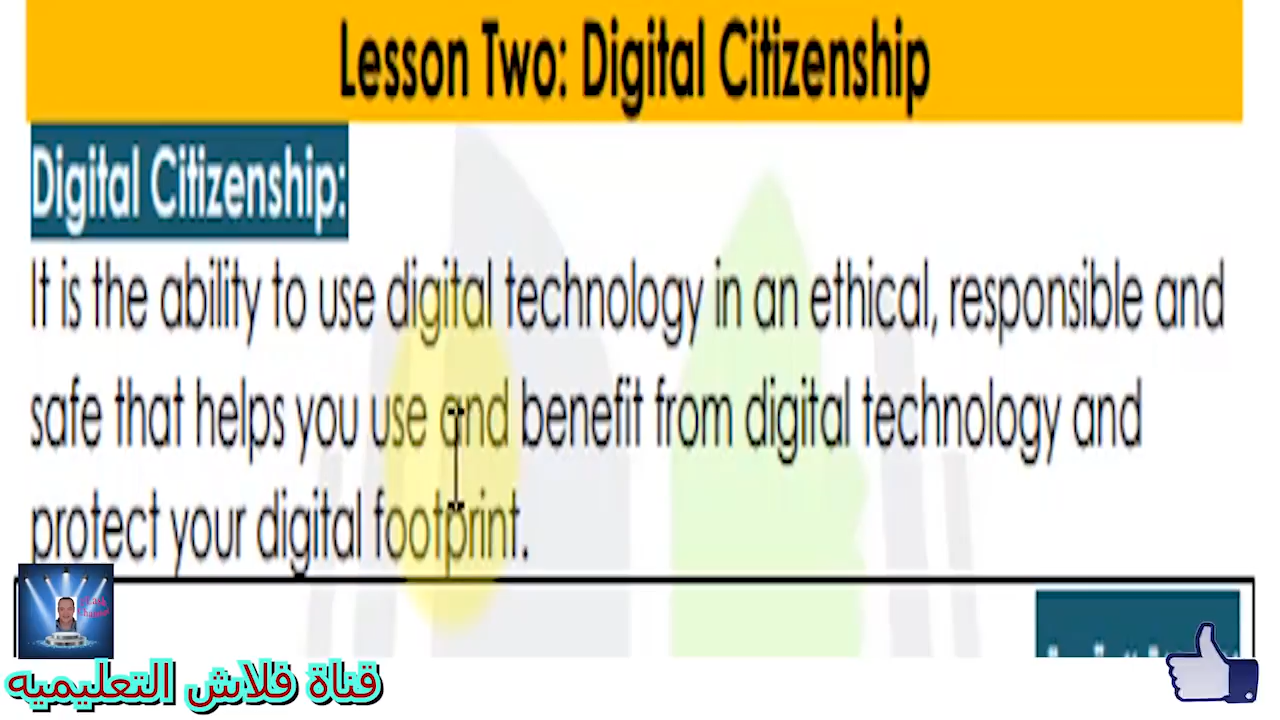 Lesson Two: Digital Citizenship
Digital Citizenship:
It is the ability to use digital technology in an ethical, responsible and
safe that helps you use and benefit from digital technology and
protect your digital footprint.
قناة فلاش التعليميه